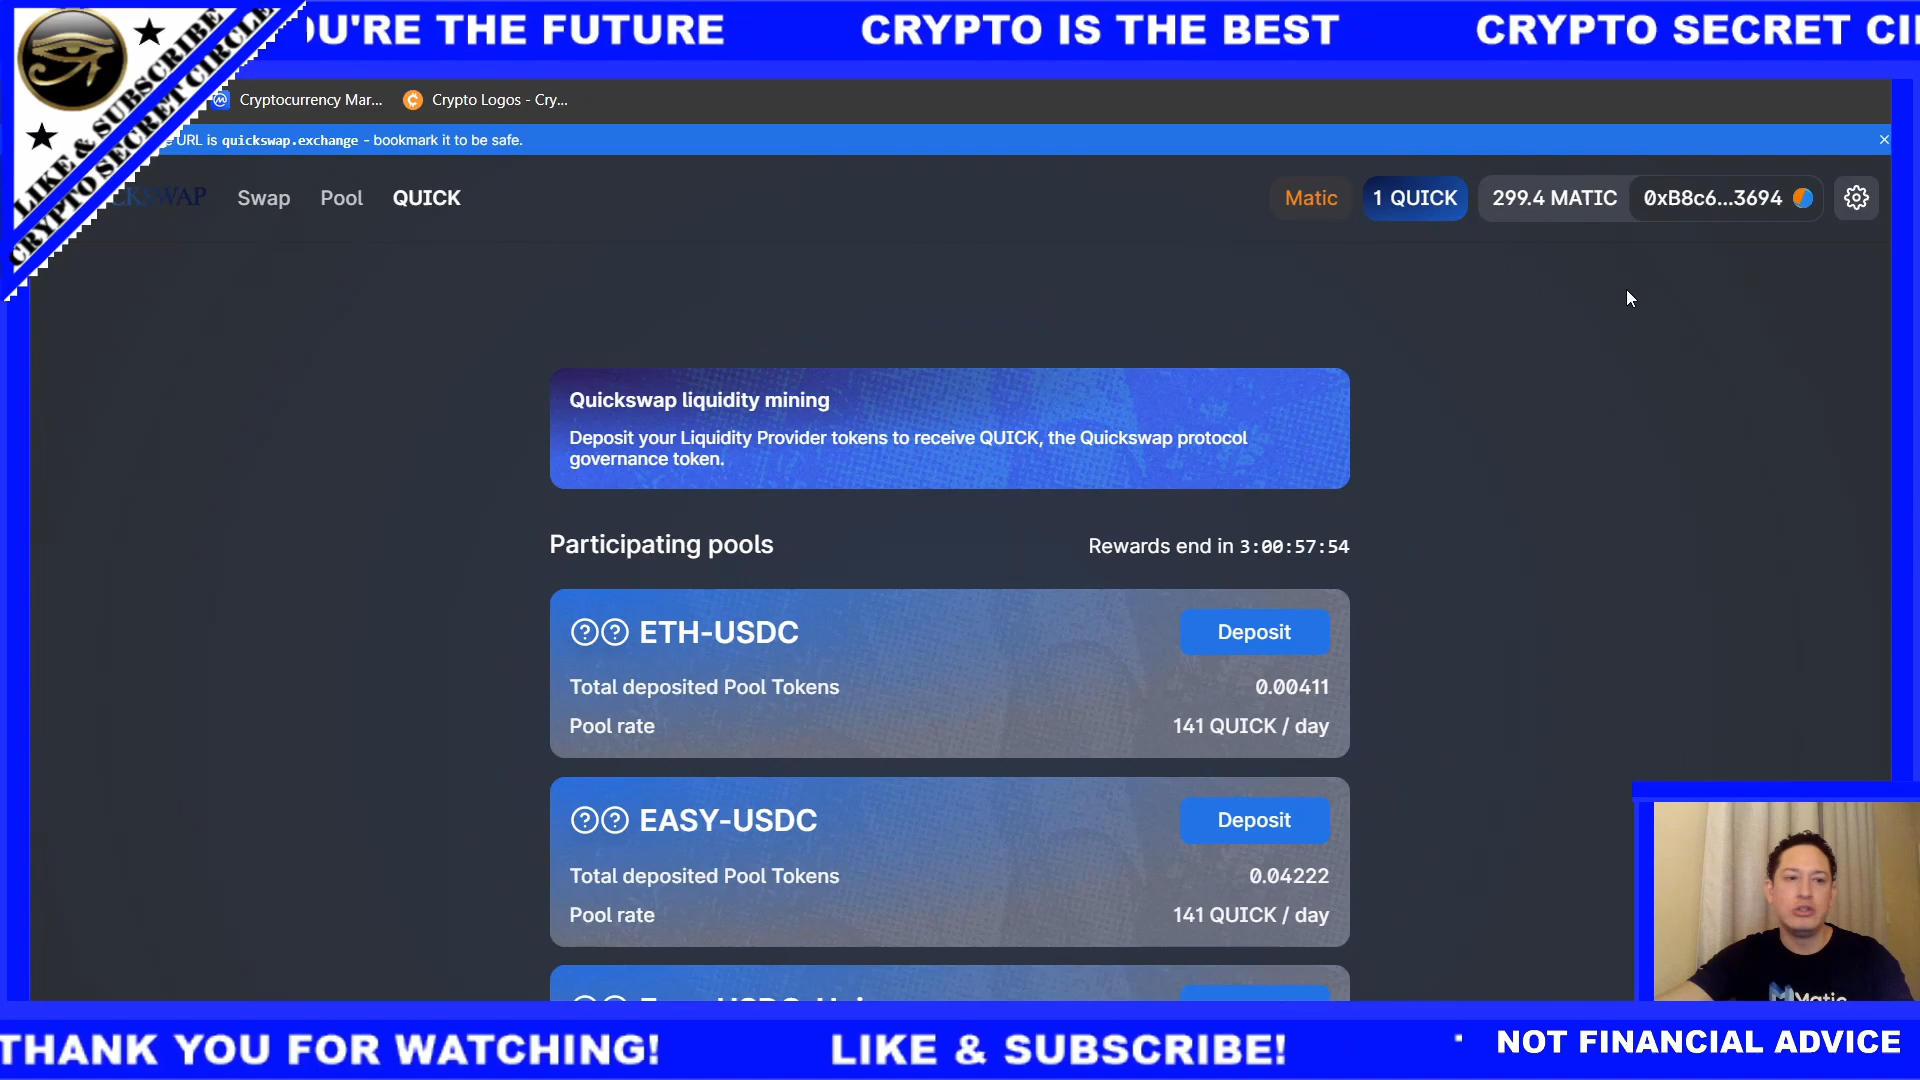 OU'RE THE FUTURE
CRYPTO IS THE BEST
CRYPTO SECRET CI
LIKE & SUBSCRIBE
CRYPTO SECRET CIRCLE
Cryptocurrency Mar...
Crypto Logos - Cry...
URL is quickswap.exchange - bookmark it to be safe.
CKSWAP
Swap
Pool
QUICK
Matic
1 QUICK
299.4 MATIC
0xB8c6...3694
Quickswap liquidity mining
Deposit your Liquidity Provider tokens to receive QUICK, the Quickswap protocol
governance token.
Participating pools
Rewards end in 3:00:57:54
ETH-USDC
Deposit
Total deposited Pool Tokens
0.00411
Pool rate
141 QUICK / day
EASY-USDC
Deposit
Total deposited Pool Tokens
0.04222
Pool rate
141 QUICK / day
Matic
THANK YOU FOR WATCHING!
LIKE & SUBSCRIBE!
NOT FINANCIAL ADVICE